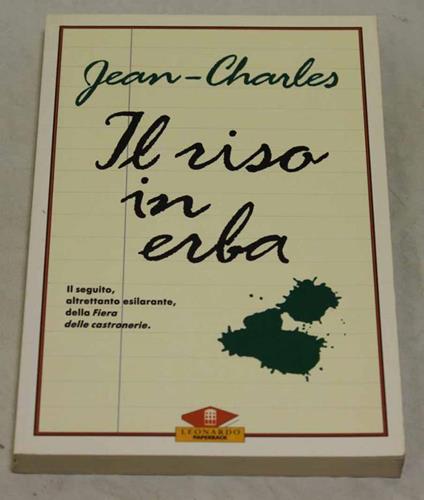 Jean-Charles
Il riso
in
erba
Il seguito,
altrettanto esilarante,
della Fiera
delle castronerie.
LEONARDO
PAPERBACK